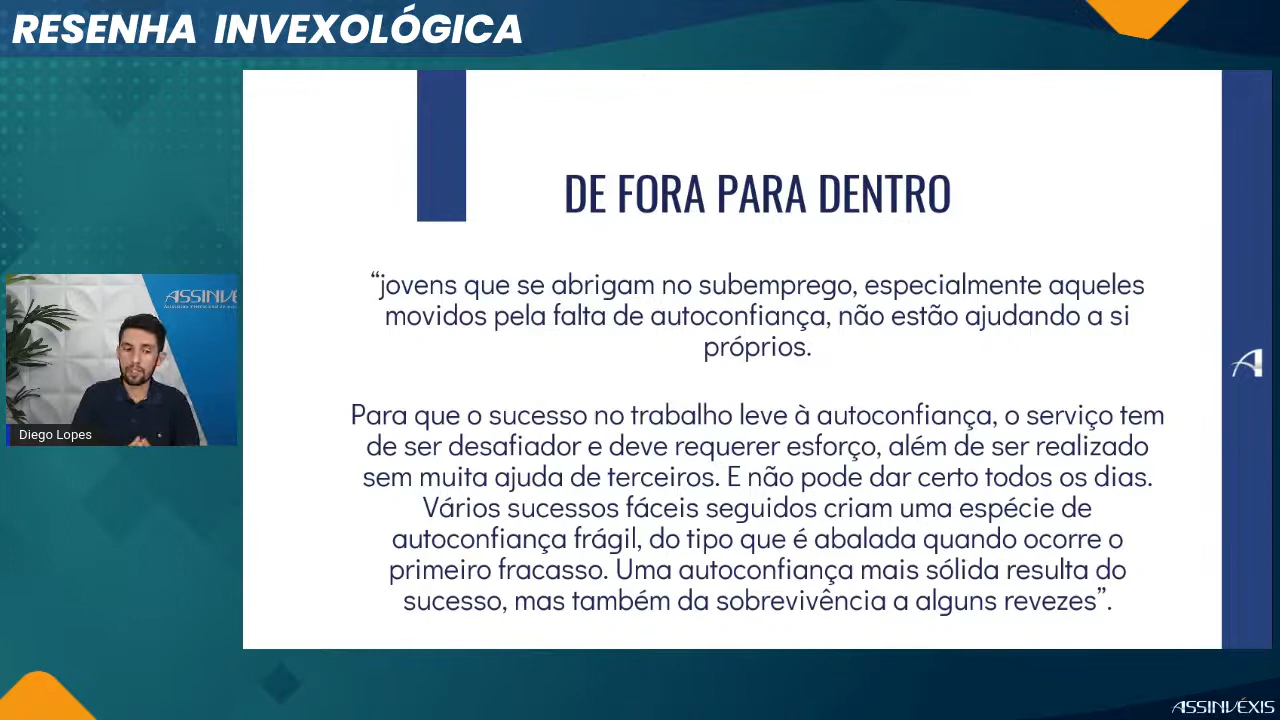 RESENHA INVEXOLÓGICA
DE FORA PARA DENTRO
“jovens que se abrigam no subemprego, especialmente aqueles
movidos pela falta de autoconfiança, não estão ajudando a si
próprios.
Para que o sucesso no trabalho leve à autoconfiança, o serviço tem
de ser desafiador e deve requerer esforço, além de ser realizado
sem muita ajuda de terceiros. E não pode dar certo todos os dias.
Vários sucessos fáceis seguidos criam uma espécie de
autoconfiança frágil, do tipo que é abalada quando ocorre o
primeiro fracasso. Uma autoconfiança mais sólida resulta do
sucesso, mas também da sobrevivência a alguns revezes”.
ASSINVÉ
Diego Lopes
ASSINVÉXIS